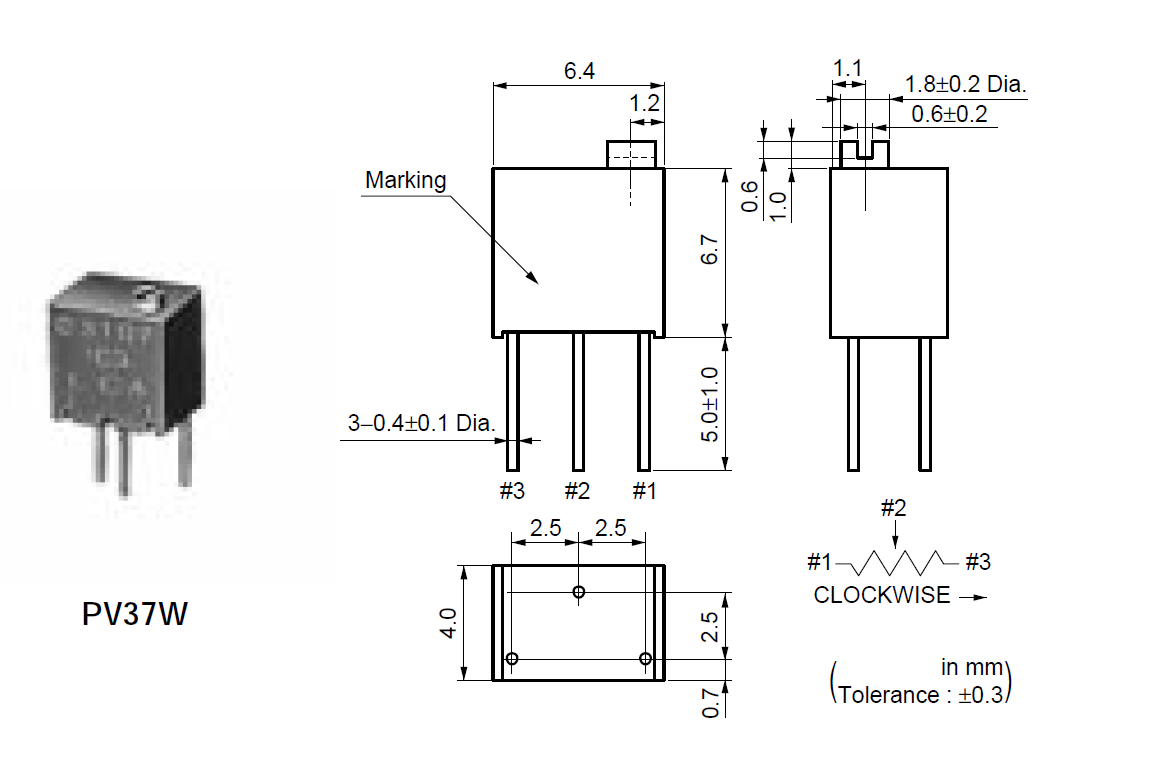 6.4
1.2
1.1
1.8±0.2 Dia.
0.6±0.2
Marking
0.6
1.0
6.7
5.0±1.0
3–0.4±0.1 Dia.
#3 #2 #1
2.5 2.5
4.0
2.5
0.7
#2
#1 #3
CLOCKWISE
PV37W
(in mm
Tolerance : ±0.3)